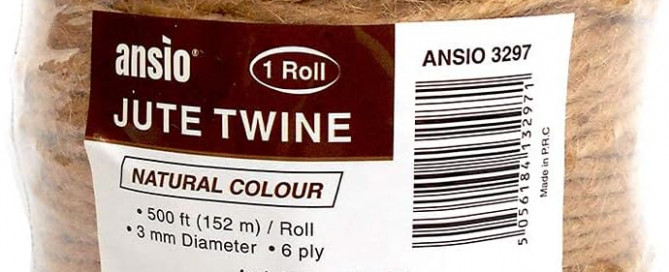 ansio®
1 Roll
JUTE TWINE
NATURAL COLOUR
• 500 ft (152 m) / Roll
• 3 mm Diameter • 6 ply
ANSIO 3297
5 056184 132971
Made in P.R.C